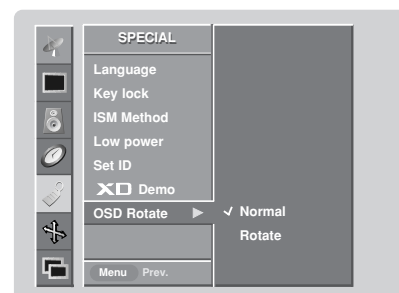 SPECIAL
Language
Key lock
ISM Method
Low power
Set ID
XD Demo
OSD Rotate ▶ ✓ Normal
Rotate
Menu Prev.